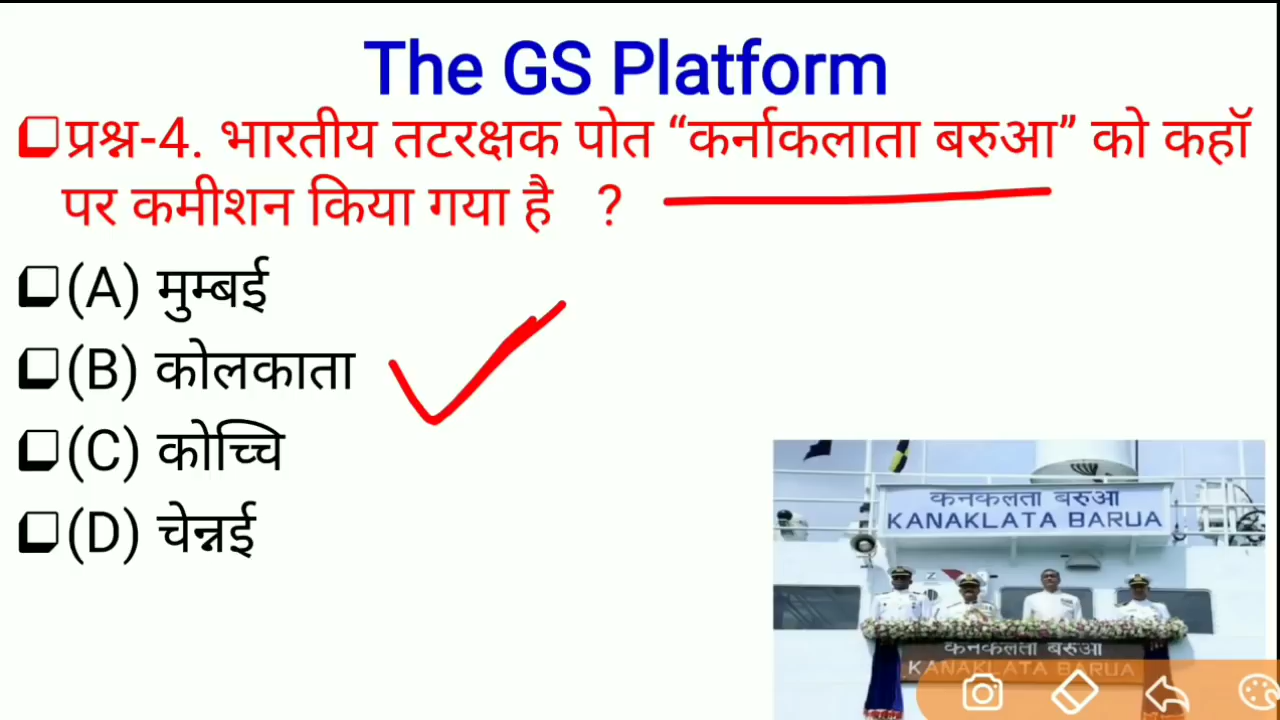 The GS Platform
❑प्रश्न-4. भारतीय तटरक्षक पोत “कर्नाकलाता बरुआ” को कहॉ
पर कमीशन किया गया है ?
❑(A) मुम्बई
❑(B) कोलकाता
❑(C) कोच्चि
❑(D) चेन्नई
कनकलता बरुआ
KANAKLATA BARUA
कनकलता बरुआ
KANAKLATA BARUA